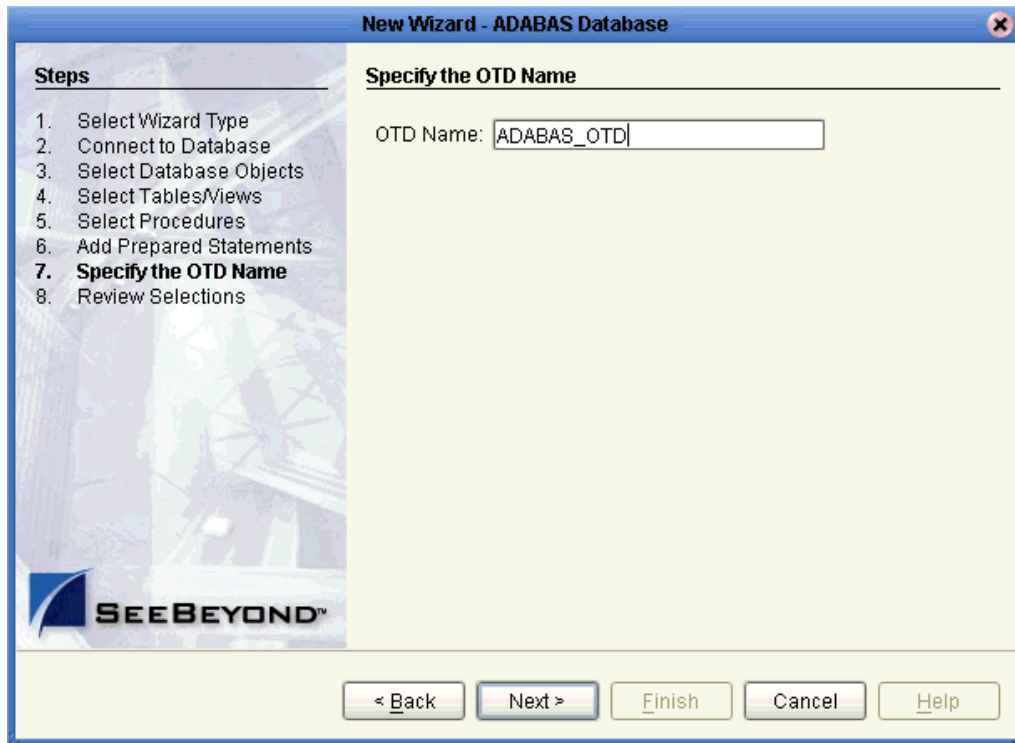 New Wizard - ADABAS Database
Steps
1. Select Wizard Type
2. Connect to Database
3. Select Database Objects
4. Select Tables/Views
5. Select Procedures
6. Add Prepared Statements
7. Specify the OTD Name
8. Review Selections
SEEBEYOND™
Specify the OTD Name
OTD Name: ADABAS_OTD
< Back Next > Finish Cancel Help